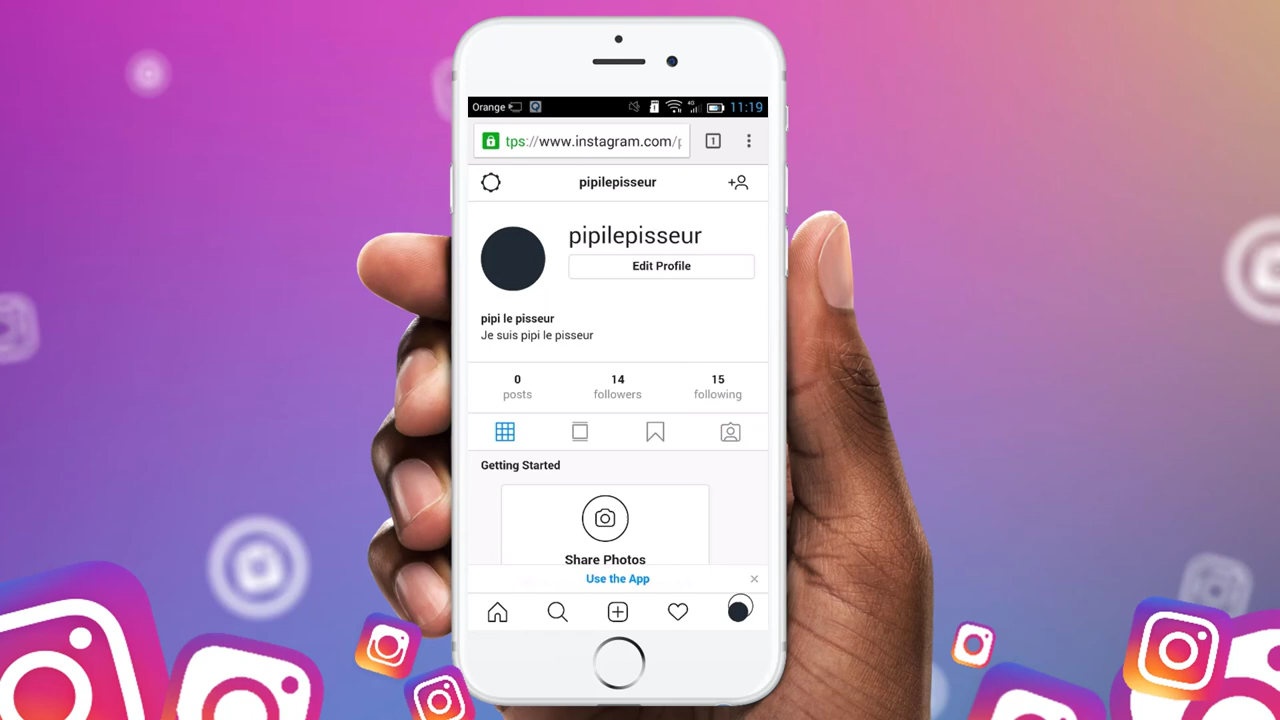 Orange 4G 11:19
tps://www.instagram.com/p
1
pipilepisseur
pipilepisseur
Edit Profile
pipi le pisseur
Je suis pipi le pisseur
0 14 15
posts followers following
Getting Started
Share Photos
Use the App